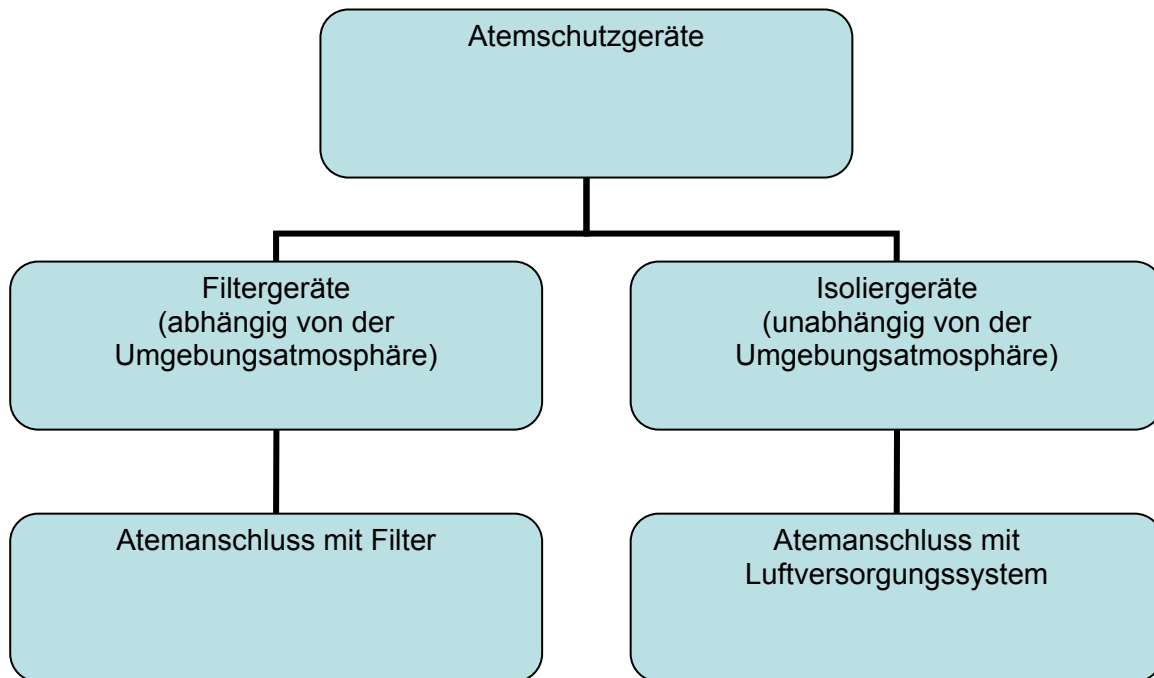 Atemschutzgeräte
Filtergeräte
(abhängig von der
Umgebungsatmosphäre)
Isoliergeräte
(unabhängig von der
Umgebungsatmosphäre)
Atemanschluss mit Filter
Atemanschluss mit
Luftversorgungssystem